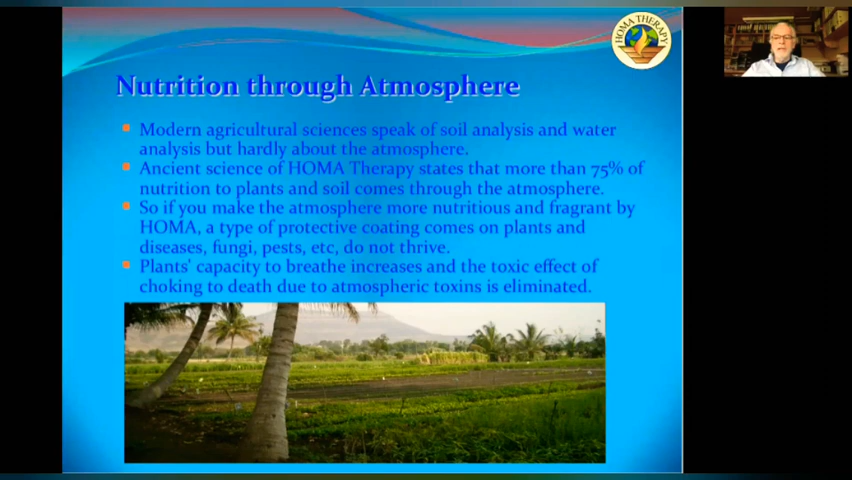 HOMA THERAPY
Nutrition through Atmosphere
Modern agricultural sciences speak of soil analysis and water
analysis but hardly about the atmosphere.
Ancient science of HOMA Therapy states that more than 75% of
nutrition to plants and soil comes through the atmosphere.
So if you make the atmosphere more nutritious and fragrant by
HOMA, a type of protective coating comes on plants and
diseases, fungi, pests, etc, do not thrive.
Plants' capacity to breathe increases and the toxic effect of
choking to death due to atmospheric toxins is eliminated.